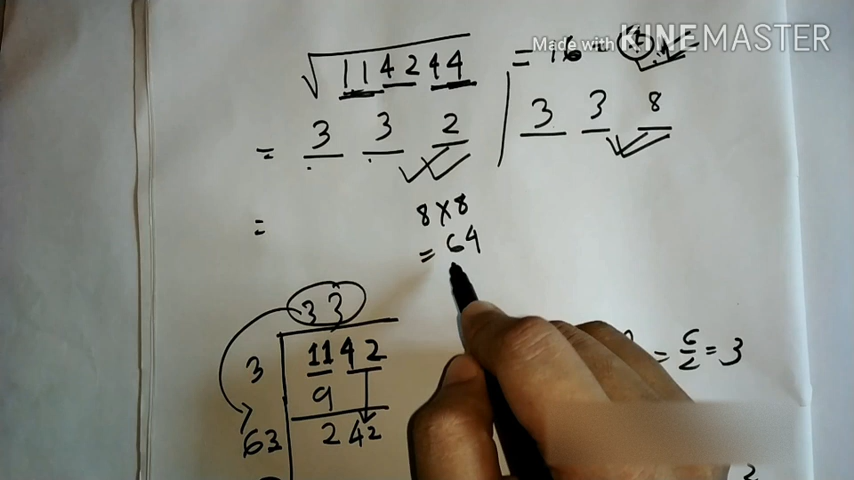 Made with KINEMASTER
√114244 = 16
= 3 3 2 | 3 3 8
= 8×8
= 64
33
3 1142
9
63 242
= 6/2 = 3